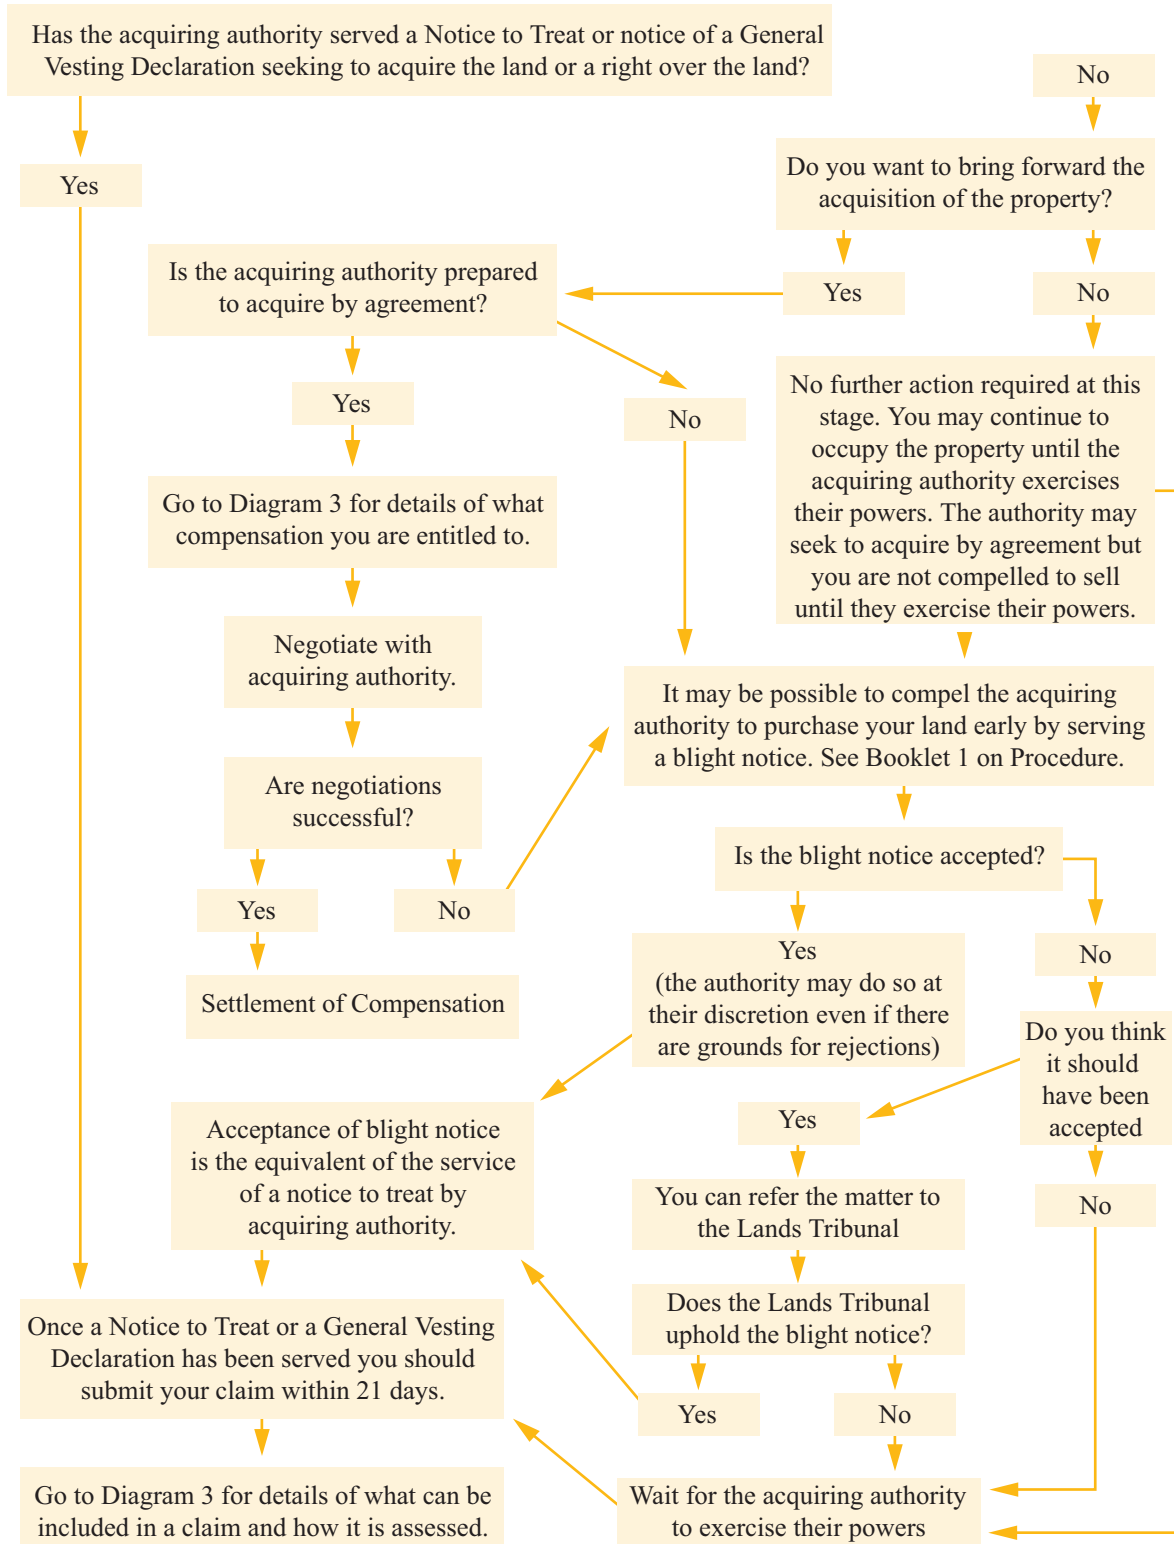 Has the acquiring authority served a Notice to Treat or notice of a General
Vesting Declaration seeking to acquire the land or a right over the land?
No
Yes
Do you want to bring forward the
acquisition of the property?
Is the acquiring authority prepared
to acquire by agreement?
Yes
No
Yes
No
No further action required at this
stage. You may continue to
occupy the property until the
acquiring authority exercises
their powers. The authority may
seek to acquire by agreement but
you are not compelled to sell
until they exercise their powers.
Go to Diagram 3 for details of what
compensation you are entitled to.
Negotiate with
acquiring authority.
It may be possible to compel the acquiring
authority to purchase your land early by serving
a blight notice. See Booklet 1 on Procedure.
Are negotiations
successful?
Is the blight notice accepted?
Yes
No
Settlement of Compensation
Yes
(the authority may do so at
their discretion even if there
are grounds for rejections)
No
Do you think
it should
have been
accepted
Acceptance of blight notice
is the equivalent of the service
of a notice to treat by
acquiring authority.
Yes
You can refer the matter to
the Lands Tribunal
No
Does the Lands Tribunal
uphold the blight notice?
Once a Notice to Treat or a General Vesting
Declaration has been served you should
submit your claim within 21 days.
Yes
No
Go to Diagram 3 for details of what can be
included in a claim and how it is assessed.
Wait for the acquiring authority
to exercise their powers